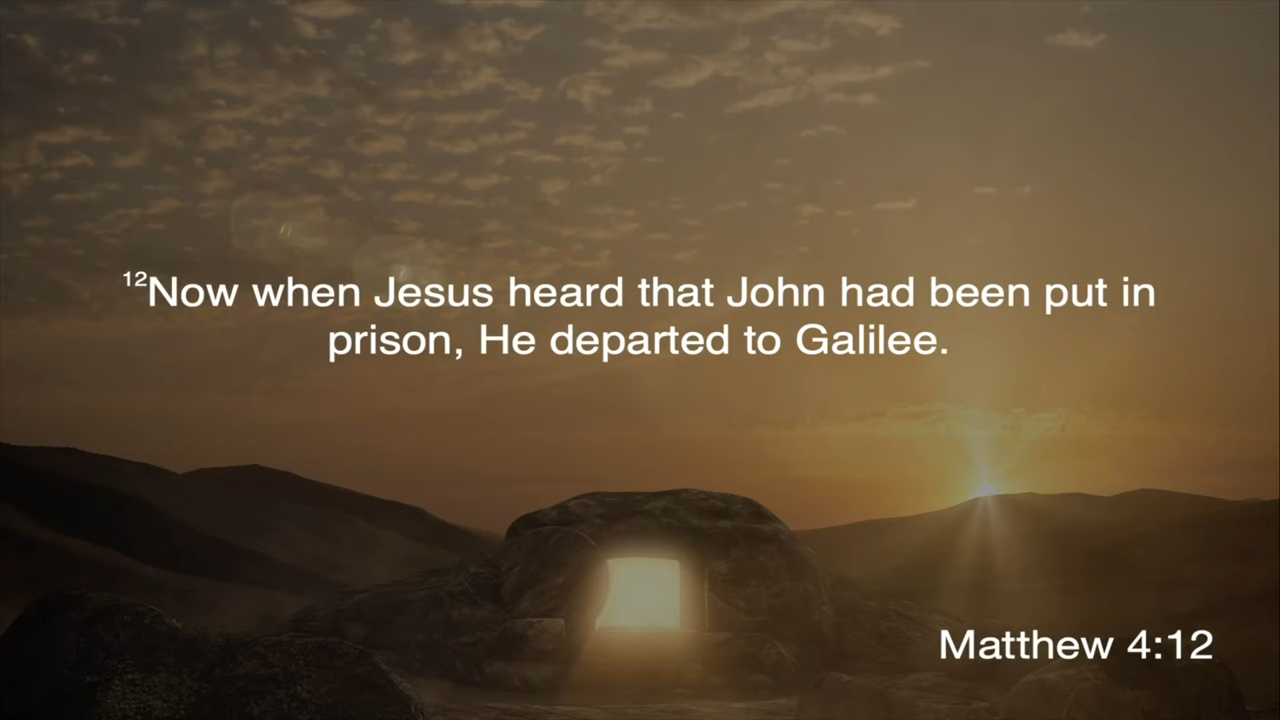 ¹²Now when Jesus heard that John had been put in
prison, He departed to Galilee.
Matthew 4:12